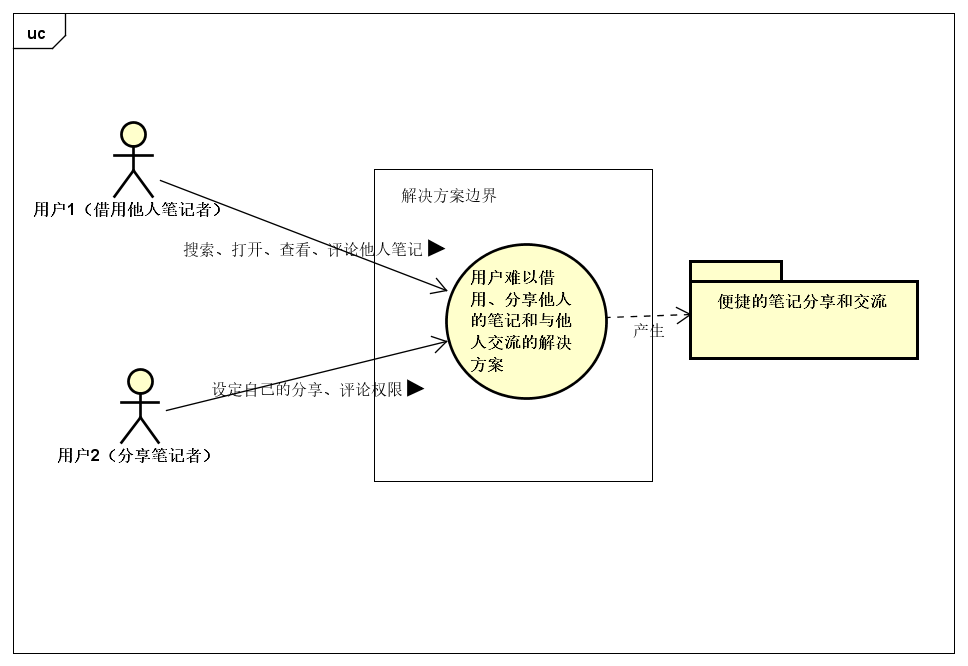 uc
用户1（借用他人笔记者）
解决方案边界
搜索、打开、查看、评论他人笔记
用户难以借
用、分享他人
的笔记和与他
人交流的解决
方案
便捷的笔记分享和交流
产生
设定自己的分享、评论权限
用户2（分享笔记者）